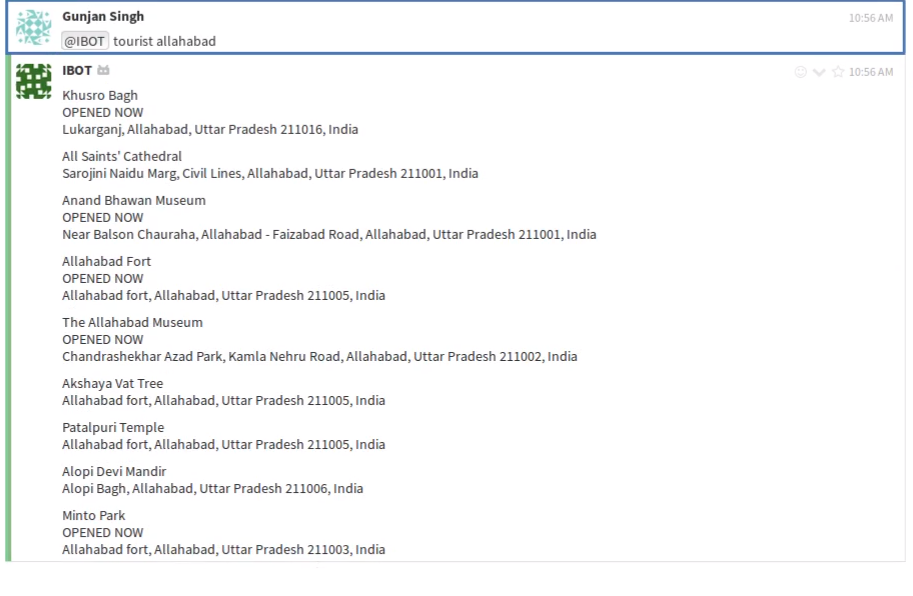 Gunjan Singh
10:56 AM
@IBOT tourist allahabad
IBOT
10:56 AM
Khusro Bagh
OPENED NOW
Lukarganj, Allahabad, Uttar Pradesh 211016, India
All Saints' Cathedral
Sarojini Naidu Marg, Civil Lines, Allahabad, Uttar Pradesh 211001, India
Anand Bhawan Museum
OPENED NOW
Near Balson Chauraha, Allahabad - Faizabad Road, Allahabad, Uttar Pradesh 211001, India
Allahabad Fort
OPENED NOW
Allahabad fort, Allahabad, Uttar Pradesh 211005, India
The Allahabad Museum
OPENED NOW
Chandrashekhar Azad Park, Kamla Nehru Road, Allahabad, Uttar Pradesh 211002, India
Akshaya Vat Tree
Allahabad fort, Allahabad, Uttar Pradesh 211005, India
Patalpuri Temple
Allahabad fort, Allahabad, Uttar Pradesh 211005, India
Alopi Devi Mandir
Alopi Bagh, Allahabad, Uttar Pradesh 211006, India
Minto Park
OPENED NOW
Allahabad fort, Allahabad, Uttar Pradesh 211003, India